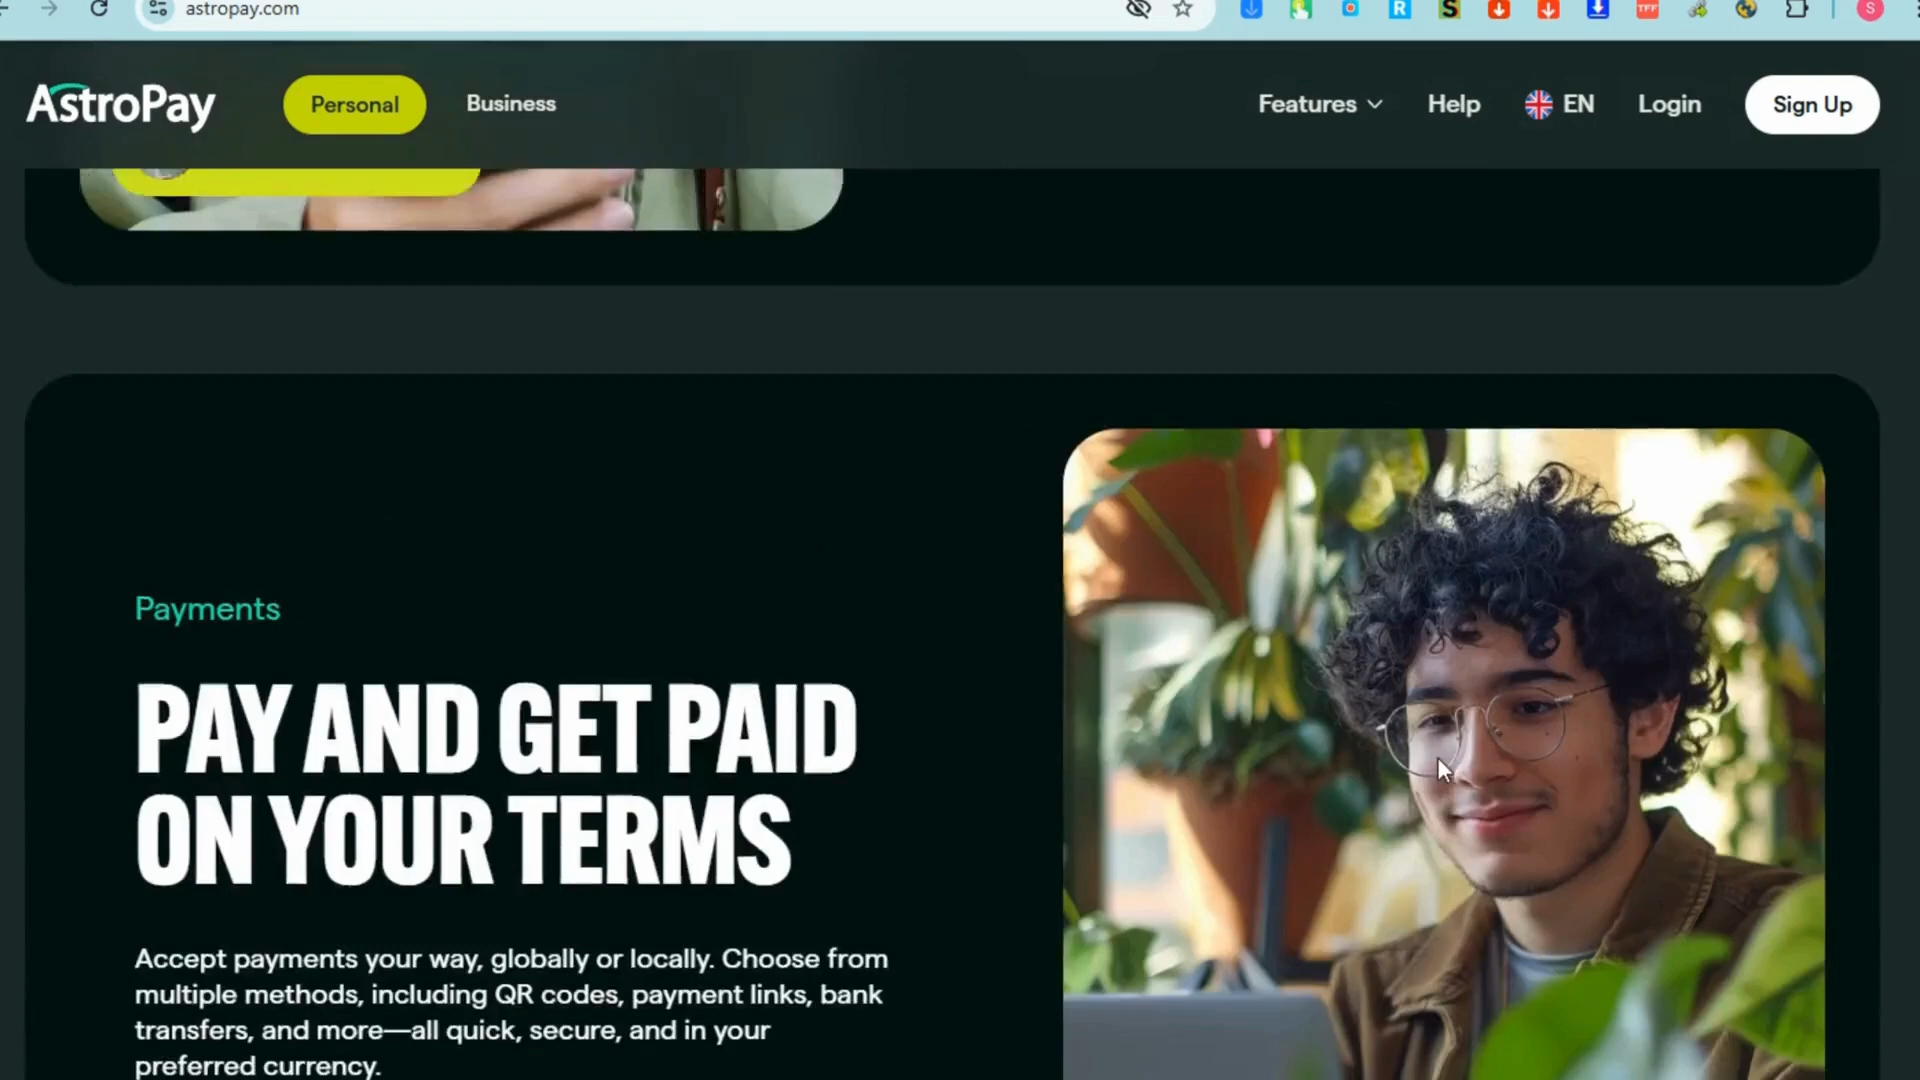 astropay.com
R
S
TFF
S
AstroPay
Personal
Business
Features
Help
EN
Login
Sign Up
Payments
PAY AND GET PAID
ON YOUR TERMS
Accept payments your way, globally or locally. Choose from
multiple methods, including QR codes, payment links, bank
transfers, and more—all quick, secure, and in your
preferred currency.